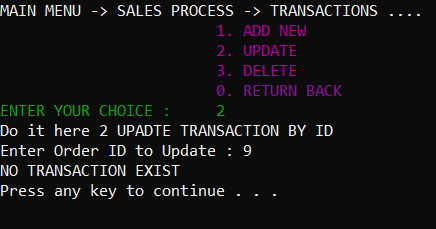 MAIN MENU -> SALES PROCESS -> TRANSACTIONS ....
1. ADD NEW
2. UPDATE
3. DELETE
0. RETURN BACK
ENTER YOUR CHOICE : 2
Do it here 2 UPADTE TRANSACTION BY ID
Enter Order ID to Update : 9
NO TRANSACTION EXIST
Press any key to continue . . .